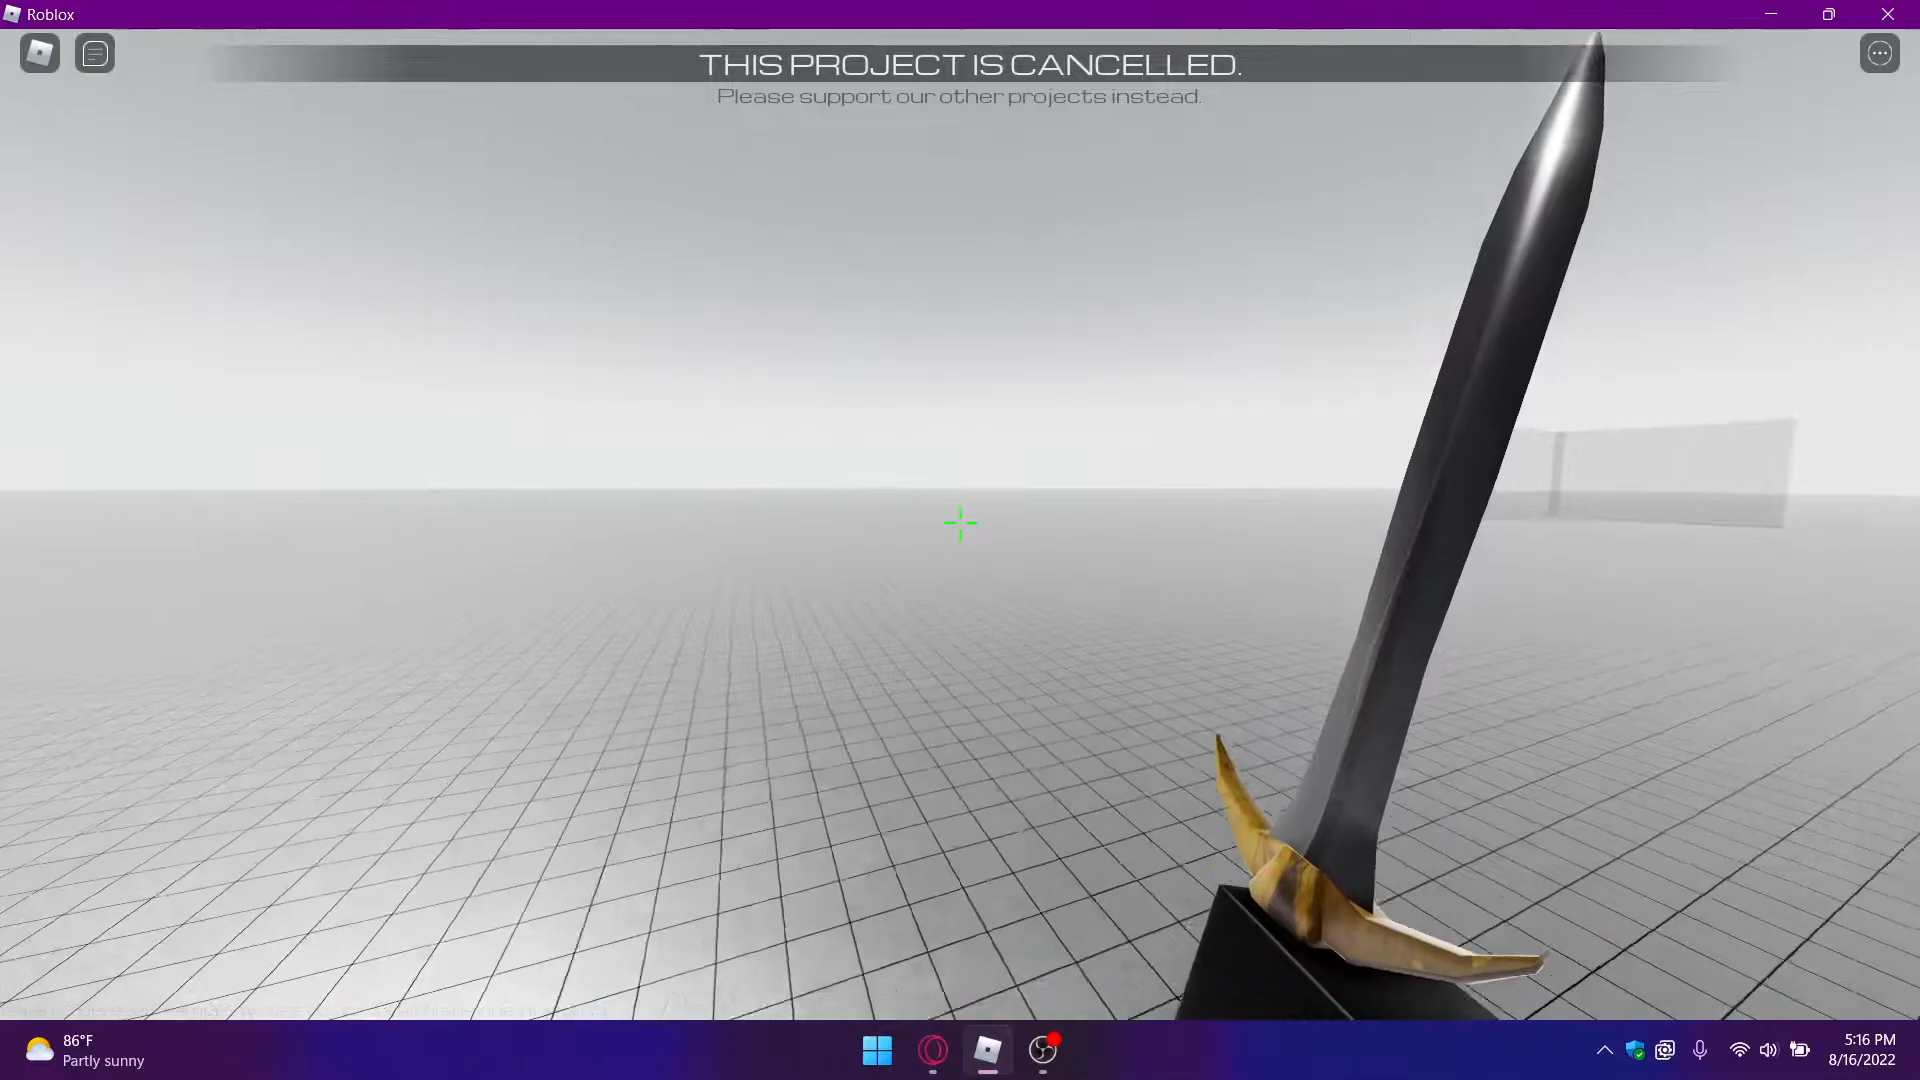 Roblox
THIS PROJECT IS CANCELLED.
Please support our other projects instead.
86°F
Partly sunny
5:16 PM
8/16/2022